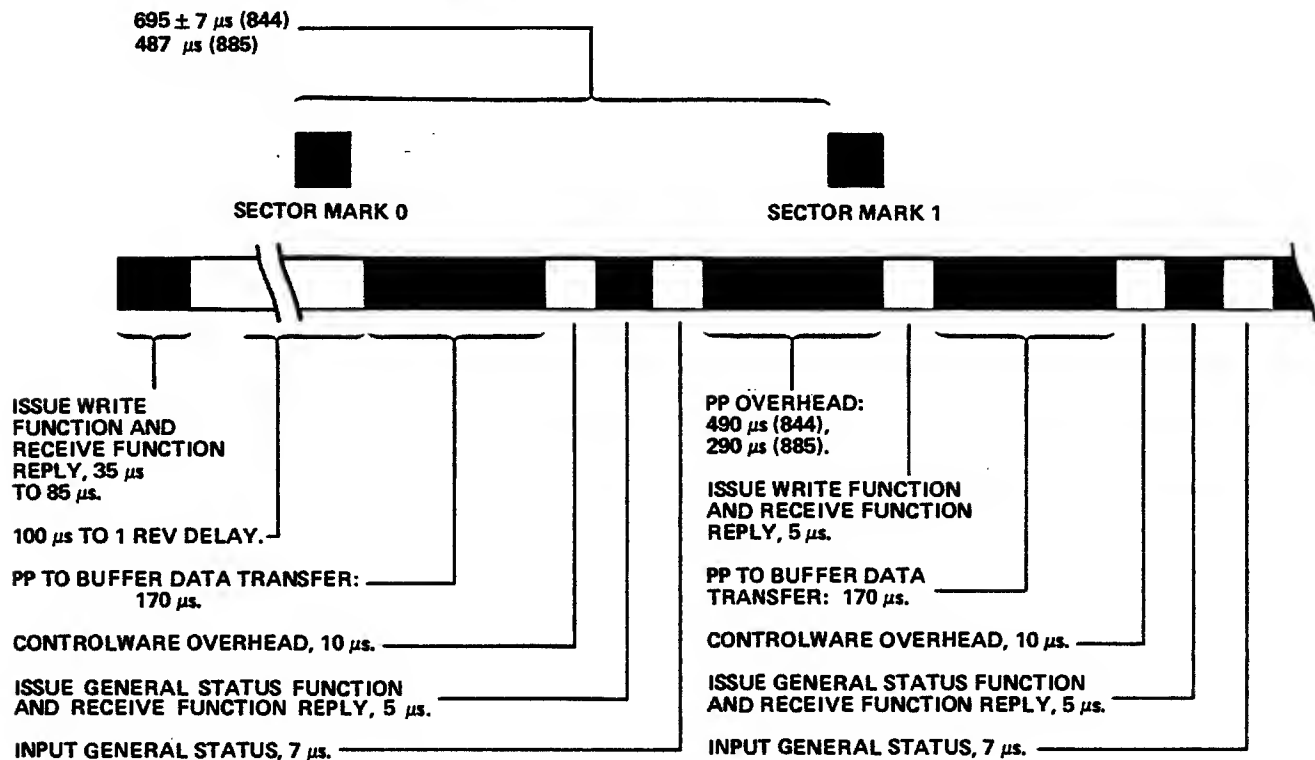 695 ± 7 μs (844)
487 μs (885)
SECTOR MARK 0
SECTOR MARK 1
ISSUE WRITE
FUNCTION AND
RECEIVE FUNCTION
REPLY, 35 μs
TO 85 μs.
100 μs TO 1 REV DELAY.
PP TO BUFFER DATA TRANSFER:
170 μs.
CONTROLWARE OVERHEAD, 10 μs.
ISSUE GENERAL STATUS FUNCTION
AND RECEIVE FUNCTION REPLY, 5 μs.
INPUT GENERAL STATUS, 7 μs.
PP OVERHEAD:
490 μs (844),
290 μs (885).
ISSUE WRITE FUNCTION
AND RECEIVE FUNCTION
REPLY, 5 μs.
PP TO BUFFER DATA
TRANSFER: 170 μs.
CONTROLWARE OVERHEAD, 10 μs.
ISSUE GENERAL STATUS FUNCTION
AND RECEIVE FUNCTION REPLY, 5 μs.
INPUT GENERAL STATUS, 7 μs.